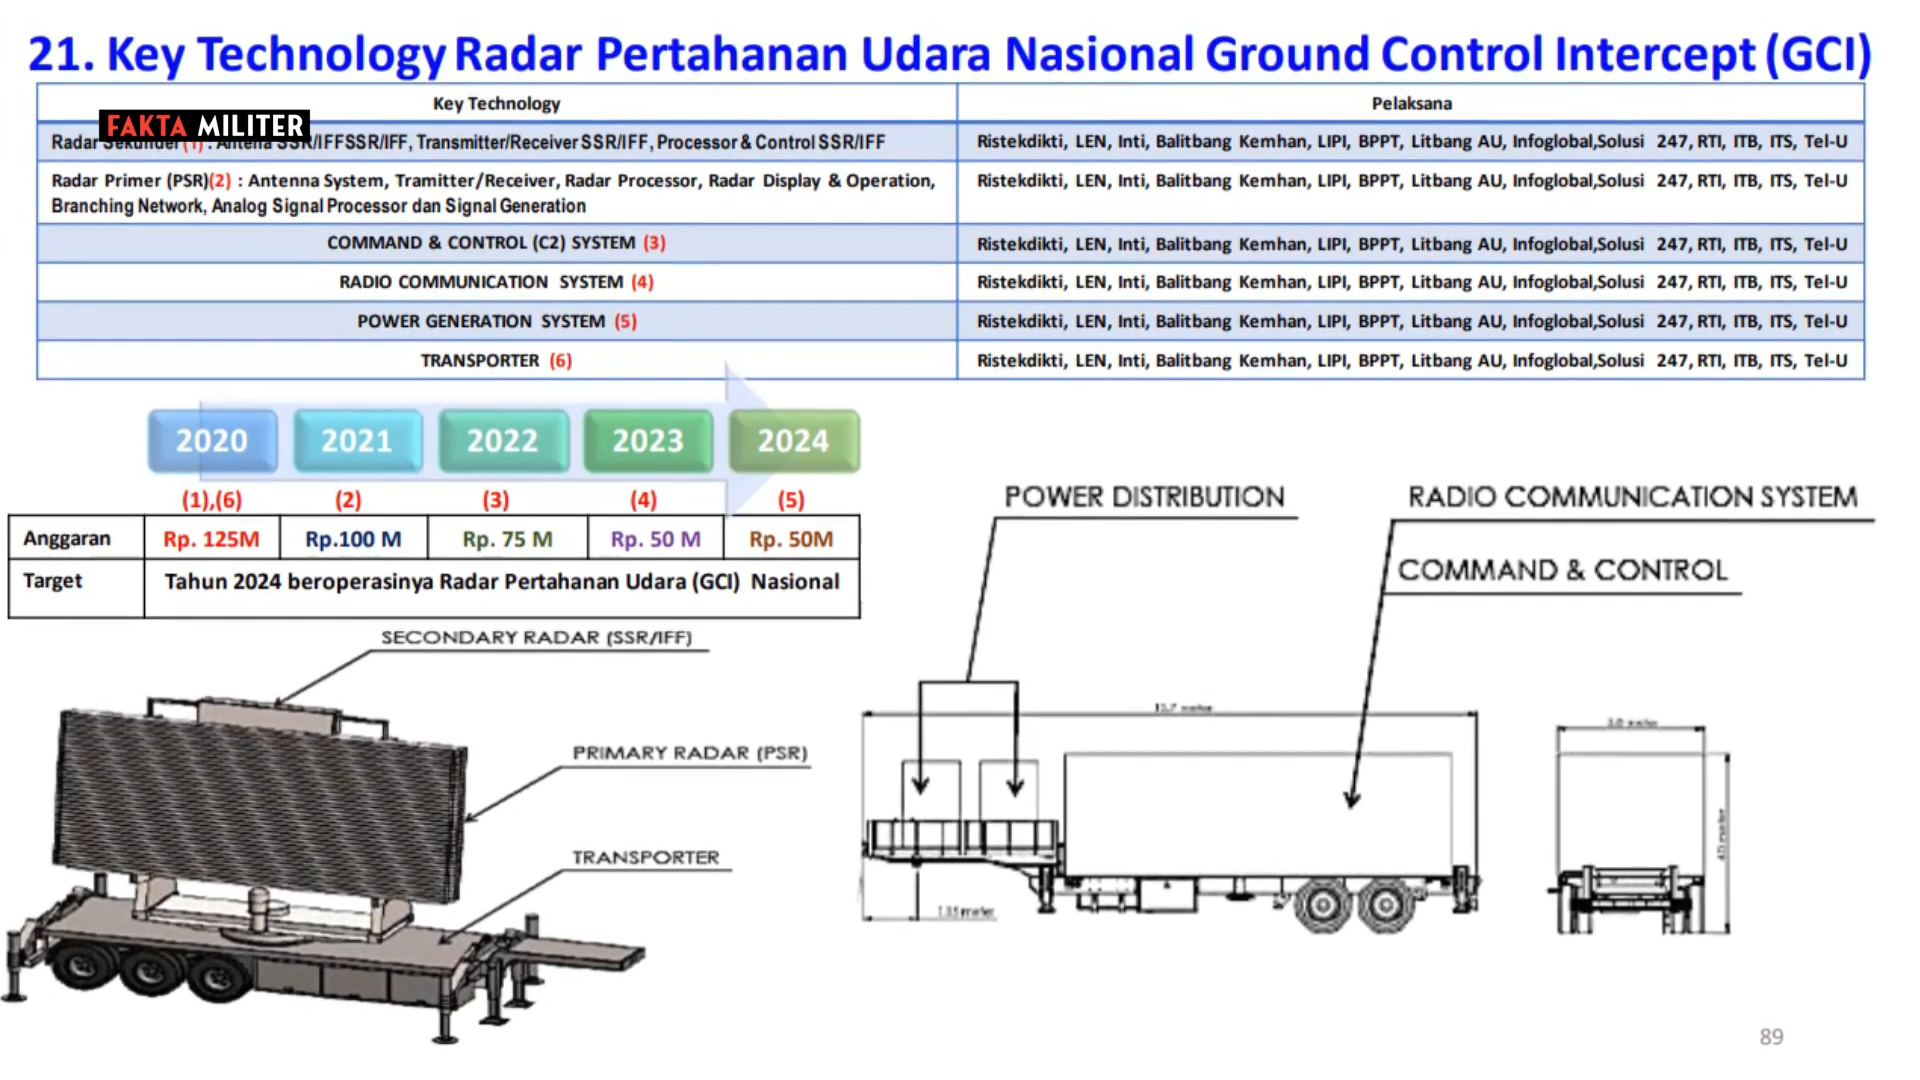 21. Key Technology Radar Pertahanan Udara Nasional Ground Control Intercept (GCI)
Key Technology
Pelaksana
FAKTA MILITER
Radar Sekunder (1) : Antena SSR/IFFSSR/IFF, Transmitter/Receiver SSR/IFF, Processor & Control SSR/IFF
Ristekdikti, LEN, Inti, Balitbang Kemhan, LIPI, BPPT, Litbang AU, Infoglobal,Solusi 247, RTI, ITB, ITS, Tel-U
Radar Primer (PSR)(2) : Antenna System, Tramitter/Receiver, Radar Processor, Radar Display & Operation,
Branching Network, Analog Signal Processor dan Signal Generation
Ristekdikti, LEN, Inti, Balitbang Kemhan, LIPI, BPPT, Litbang AU, Infoglobal,Solusi 247, RTI, ITB, ITS, Tel-U
COMMAND & CONTROL (C2) SYSTEM (3)
Ristekdikti, LEN, Inti, Balitbang Kemhan, LIPI, BPPT, Litbang AU, Infoglobal,Solusi 247, RTI, ITB, ITS, Tel-U
RADIO COMMUNICATION SYSTEM (4)
Ristekdikti, LEN, Inti, Balitbang Kemhan, LIPI, BPPT, Litbang AU, Infoglobal,Solusi 247, RTI, ITB, ITS, Tel-U
POWER GENERATION SYSTEM (5)
Ristekdikti, LEN, Inti, Balitbang Kemhan, LIPI, BPPT, Litbang AU, Infoglobal,Solusi 247, RTI, ITB, ITS, Tel-U
TRANSPORTER (6)
Ristekdikti, LEN, Inti, Balitbang Kemhan, LIPI, BPPT, Litbang AU, Infoglobal,Solusi 247, RTI, ITB, ITS, Tel-U
2020 2021 2022 2023 2024
(1),(6) (2) (3) (4) (5)
Anggaran Rp. 125M Rp.100 M Rp. 75 M Rp. 50 M Rp. 50M
Target Tahun 2024 beroperasinya Radar Pertahanan Udara (GCI) Nasional
POWER DISTRIBUTION
RADIO COMMUNICATION SYSTEM
COMMAND & CONTROL
SECONDARY RADAR (SSR/IFF)
PRIMARY RADAR (PSR)
TRANSPORTER
meter
meter
meter
89